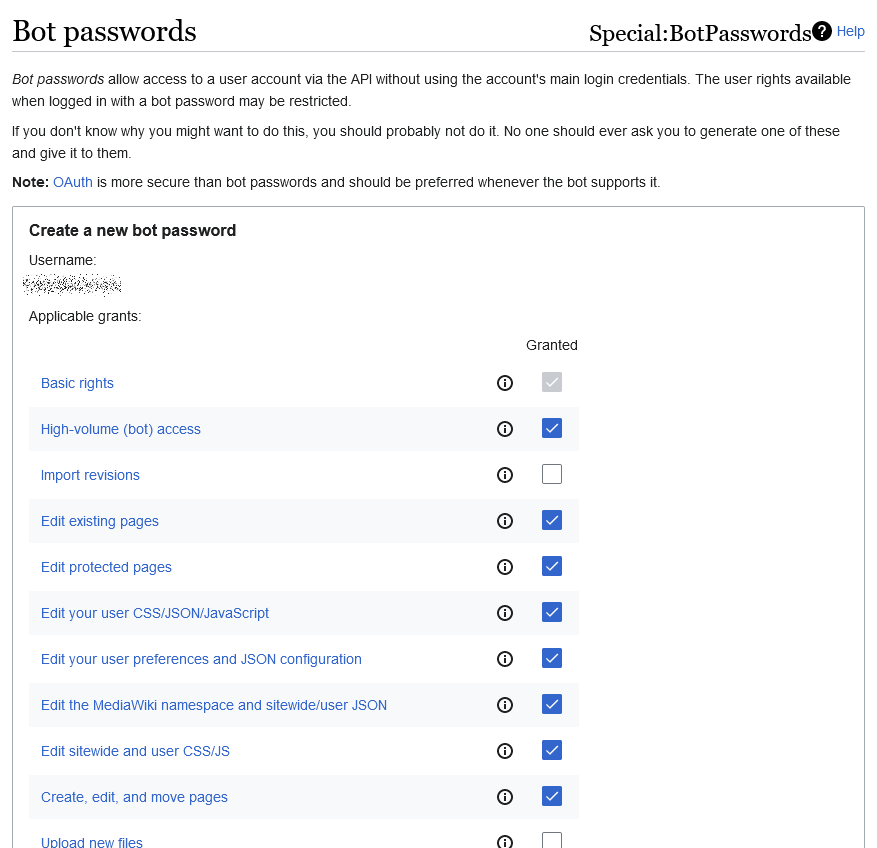 Bot passwords
Special:BotPasswords Help
Bot passwords allow access to a user account via the API without using the account's main login credentials. The user rights available
when logged in with a bot password may be restricted.
If you don't know why you might want to do this, you should probably not do it. No one should ever ask you to generate one of these
and give it to them.
Note: OAuth is more secure than bot passwords and should be preferred whenever the bot supports it.
Create a new bot password
Username:
Applicable grants:
Granted
Basic rights
High-volume (bot) access
Import revisions
Edit existing pages
Edit protected pages
Edit your user CSS/JSON/JavaScript
Edit your user preferences and JSON configuration
Edit the MediaWiki namespace and sitewide/user JSON
Edit sitewide and user CSS/JS
Create, edit, and move pages
Upload new files